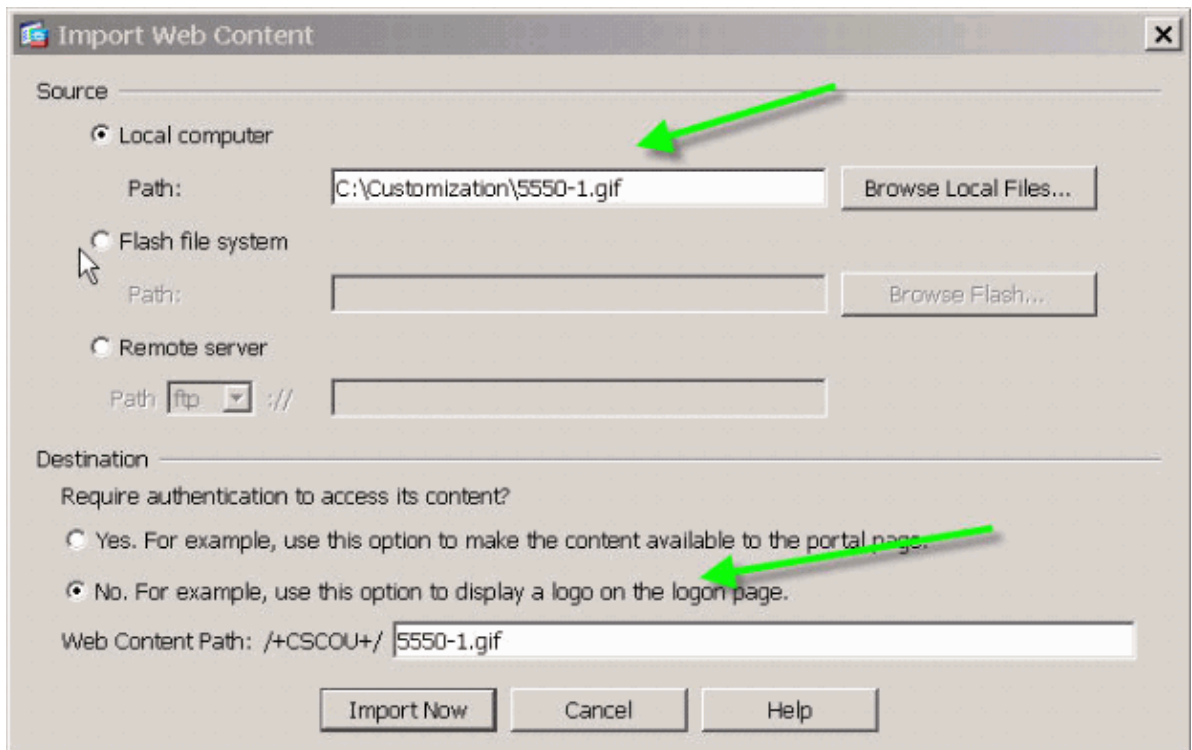 Import Web Content
Source
Local computer
Path: C:\Customization\5550-1.gif Browse Local Files...
Flash file system
Path: Browse Flash...
Remote server
Path ftp ://
Destination
Require authentication to access its content?
Yes. For example, use this option to make the content available to the portal page.
No. For example, use this option to display a logo on the logon page.
Web Content Path: /+CSCOU+/ 5550-1.gif
Import Now Cancel Help